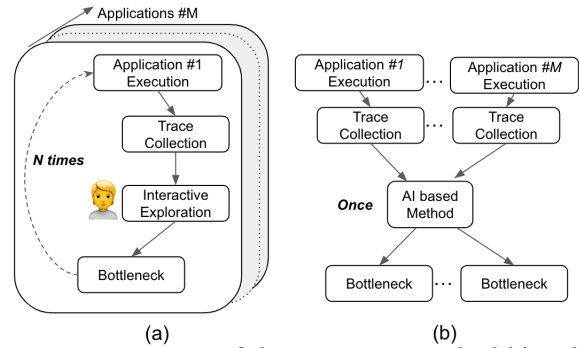 Applications #M
Application #1
Execution
Trace
Collection
N times
Interactive
Exploration
Bottleneck
(a)
Application #1
Execution
...
Application #M
Execution
Trace
Collection
...
Trace
Collection
Once
AI based
Method
Bottleneck ... Bottleneck
(b)